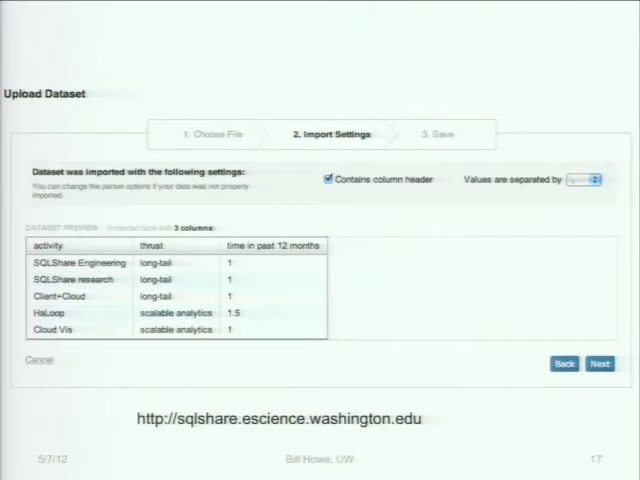 Upload Dataset
1. Choose File 2. Import Settings 3. Save
Dataset was imported with the following settings:
You can change the parser options if your data was not properly
imported.
Contains column header Values are separated by ,
DATASET PREVIEW (Imported table with 3 columns)
activity thrust time in past 12 months
SQLShare Engineering long-tail 1
SQLShare research long-tail 1
Client+Cloud long-tail 1
HaLoop scalable analytics 1.5
Cloud Vis scalable analytics 1
Cancel Back Next
http://sqlshare.escience.washington.edu
5/7/12 Bill Howe, UW 17